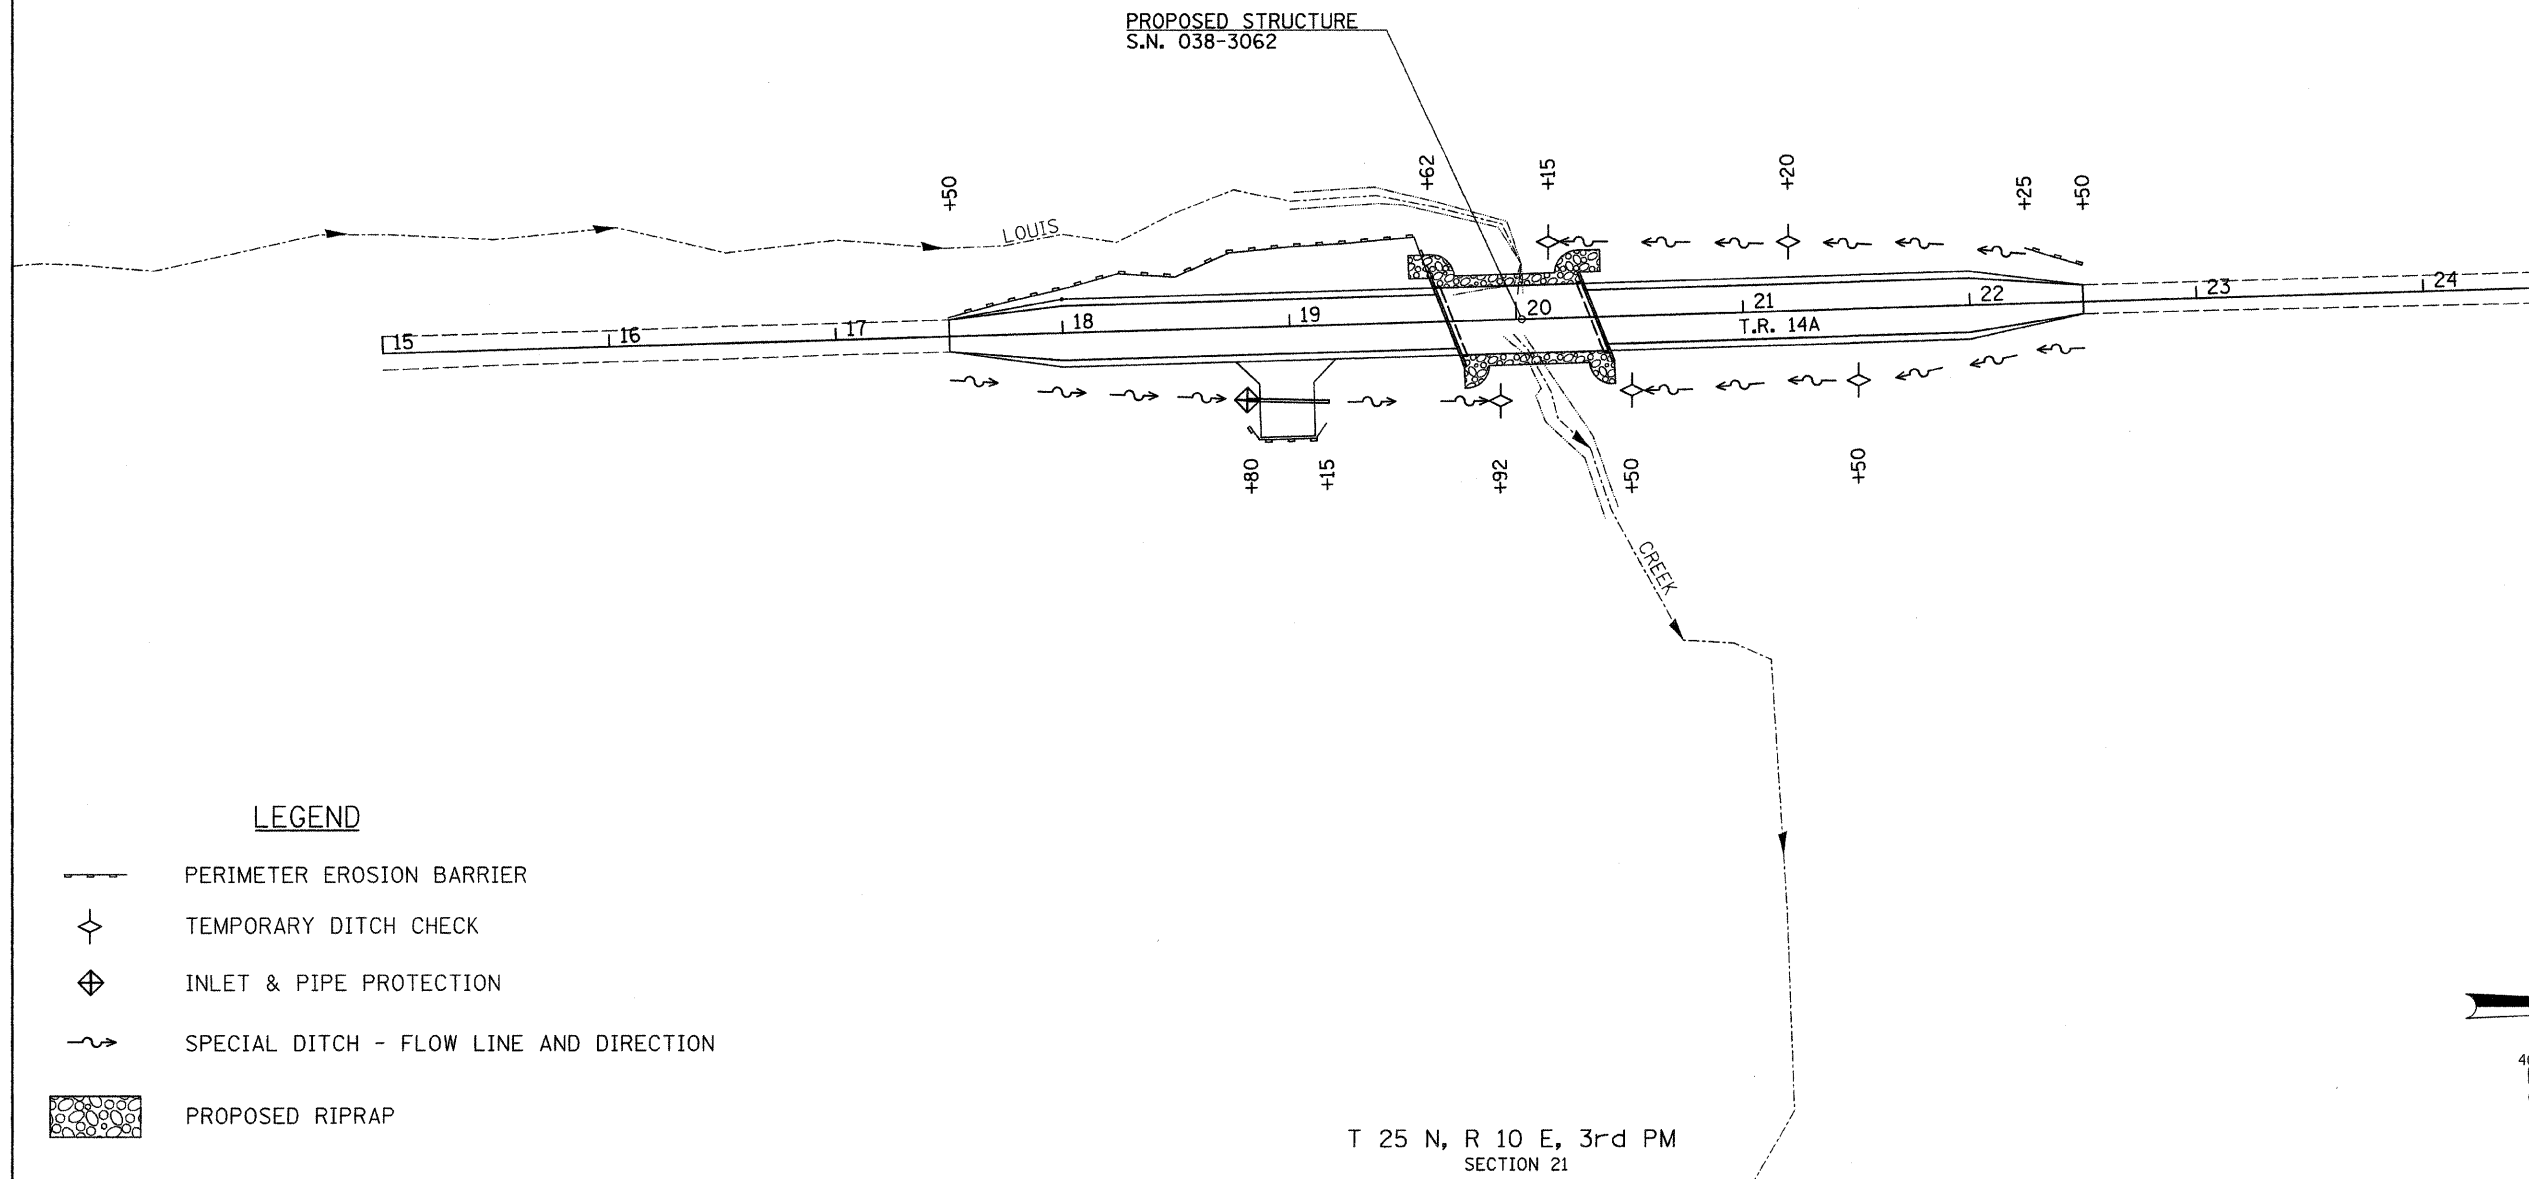 PROPOSED STRUCTURE
S.N. 038-3062
+50
+62
+15
+20
+25
+50
LOUIS
15
16
17
18
19
20
21
22
23
24
T.R. 14A
+80
+15
+92
+50
+50
CREEK
LEGEND
PERIMETER EROSION BARRIER
TEMPORARY DITCH CHECK
INLET & PIPE PROTECTION
SPECIAL DITCH - FLOW LINE AND DIRECTION
PROPOSED RIPRAP
T 25 N, R 10 E, 3rd PM
SECTION 21